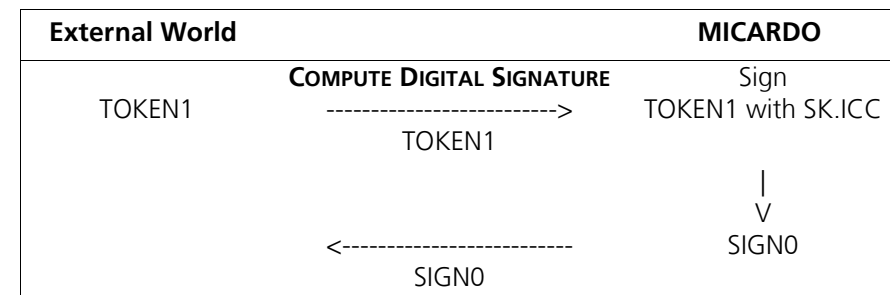 External World MICARDO
COMPUTE DIGITAL SIGNATURE Sign
TOKEN1 --------------------------> TOKEN1 with SK.ICC
TOKEN1
|
V
<-------------------------- SIGN0
SIGN0